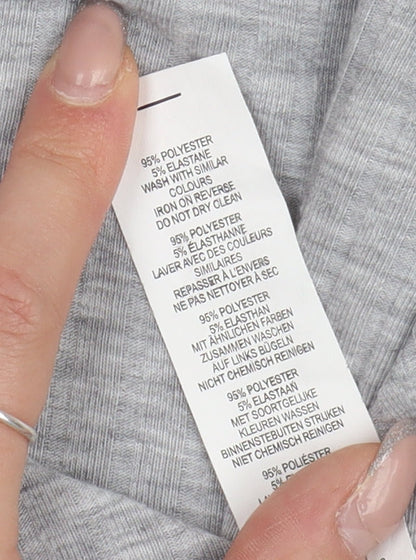 95% POLYESTER
5% ELASTANE
WASH WITH SIMILAR
COLOURS
IRON ON REVERSE
DO NOT DRY CLEAN
95% POLYESTER
5% ÉLASTHANNE
LAVER AVEC DES COULEURS
SIMILAIRES
REPASSER À L'ENVERS
NE PAS NETTOYER À SEC
95% POLYESTER
5% ELASTHAN
MIT ÄHNLICHEN FARBEN
ZUSAMMEN WASCHEN
AUF LINKS BÜGELN
NICHT CHEMISCH REINIGEN
95% POLYESTER
5% ELASTAAN
MET SOORTGELIJKE
KLEUREN WASSEN
BINNENSTEBUITEN STRIJKEN
NIET CHEMISCH REINIGEN
95% POLIÉSTER
5%